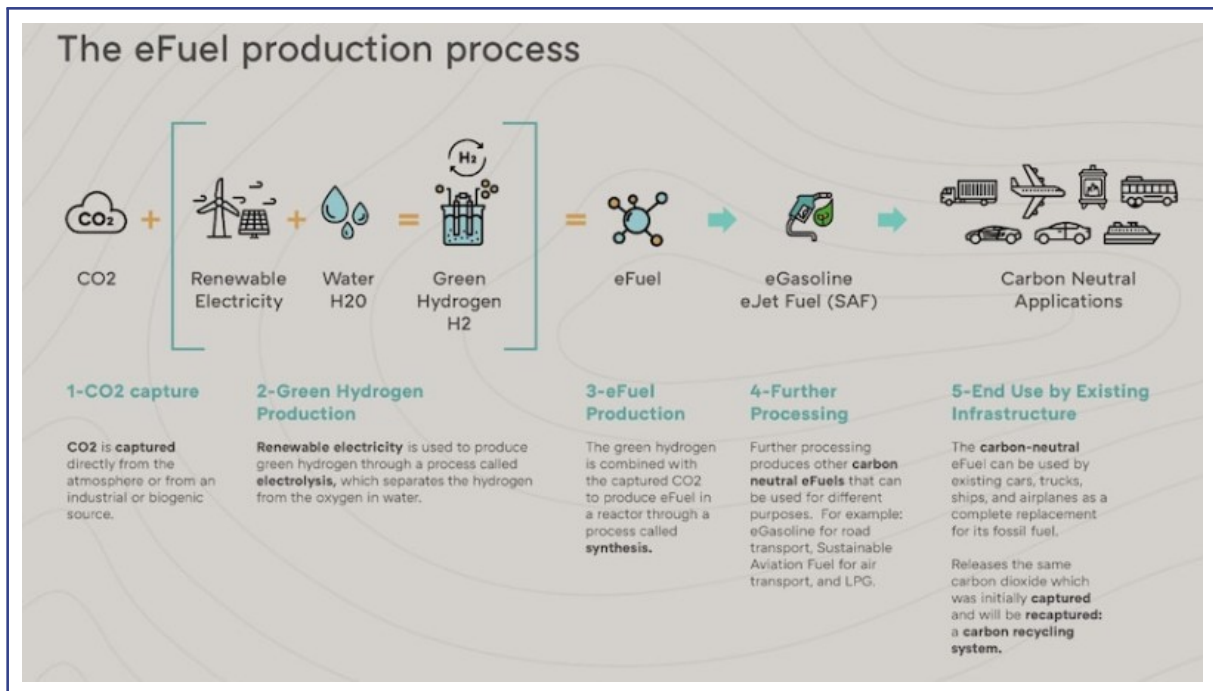 The eFuel production process
H₂
CO₂
CO2
Renewable
Electricity
Water
H20
Green
Hydrogen
H2
eFuel
eGasoline
eJet Fuel (SAF)
Carbon Neutral
Applications
1-CO2 capture
CO2 is captured
directly from the
atmosphere or from an
industrial or biogenic
source.
2-Green Hydrogen
Production
Renewable electricity is used to produce
green hydrogen through a process called
electrolysis, which separates the hydrogen
from the oxygen in water.
3-eFuel
Production
The green hydrogen
is combined with
the captured CO2
to produce eFuel in
a reactor through a
process called
synthesis.
4-Further
Processing
Further processing
produces other carbon
neutral eFuels that can
be used for different
purposes. For example:
eGasoline for road
transport, Sustainable
Aviation Fuel for air
transport, and LPG.
5-End Use by Existing
Infrastructure
The carbon-neutral
eFuel can be used by
existing cars, trucks,
ships, and airplanes as a
complete replacement
for its fossil fuel.
Releases the same
carbon dioxide which
was initially captured
and will be recaptured:
a carbon recycling
system.